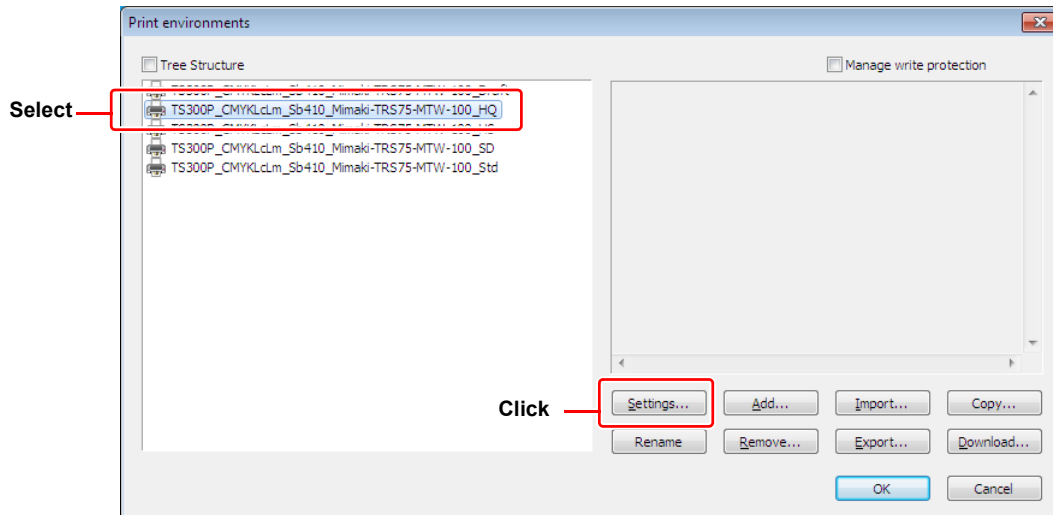 Print environments
Tree Structure
Manage write protection
Select
TS300P_CMYKLcLm_Sb410_Mimaki-TRS75-MTW-100_HQ
TS300P_CMYKLcLm_Sb410_Mimaki-TRS75-MTW-100_SD
TS300P_CMYKLcLm_Sb410_Mimaki-TRS75-MTW-100_Std
Click
Settings... Add... Import... Copy...
Rename Remove... Export... Download...
OK Cancel